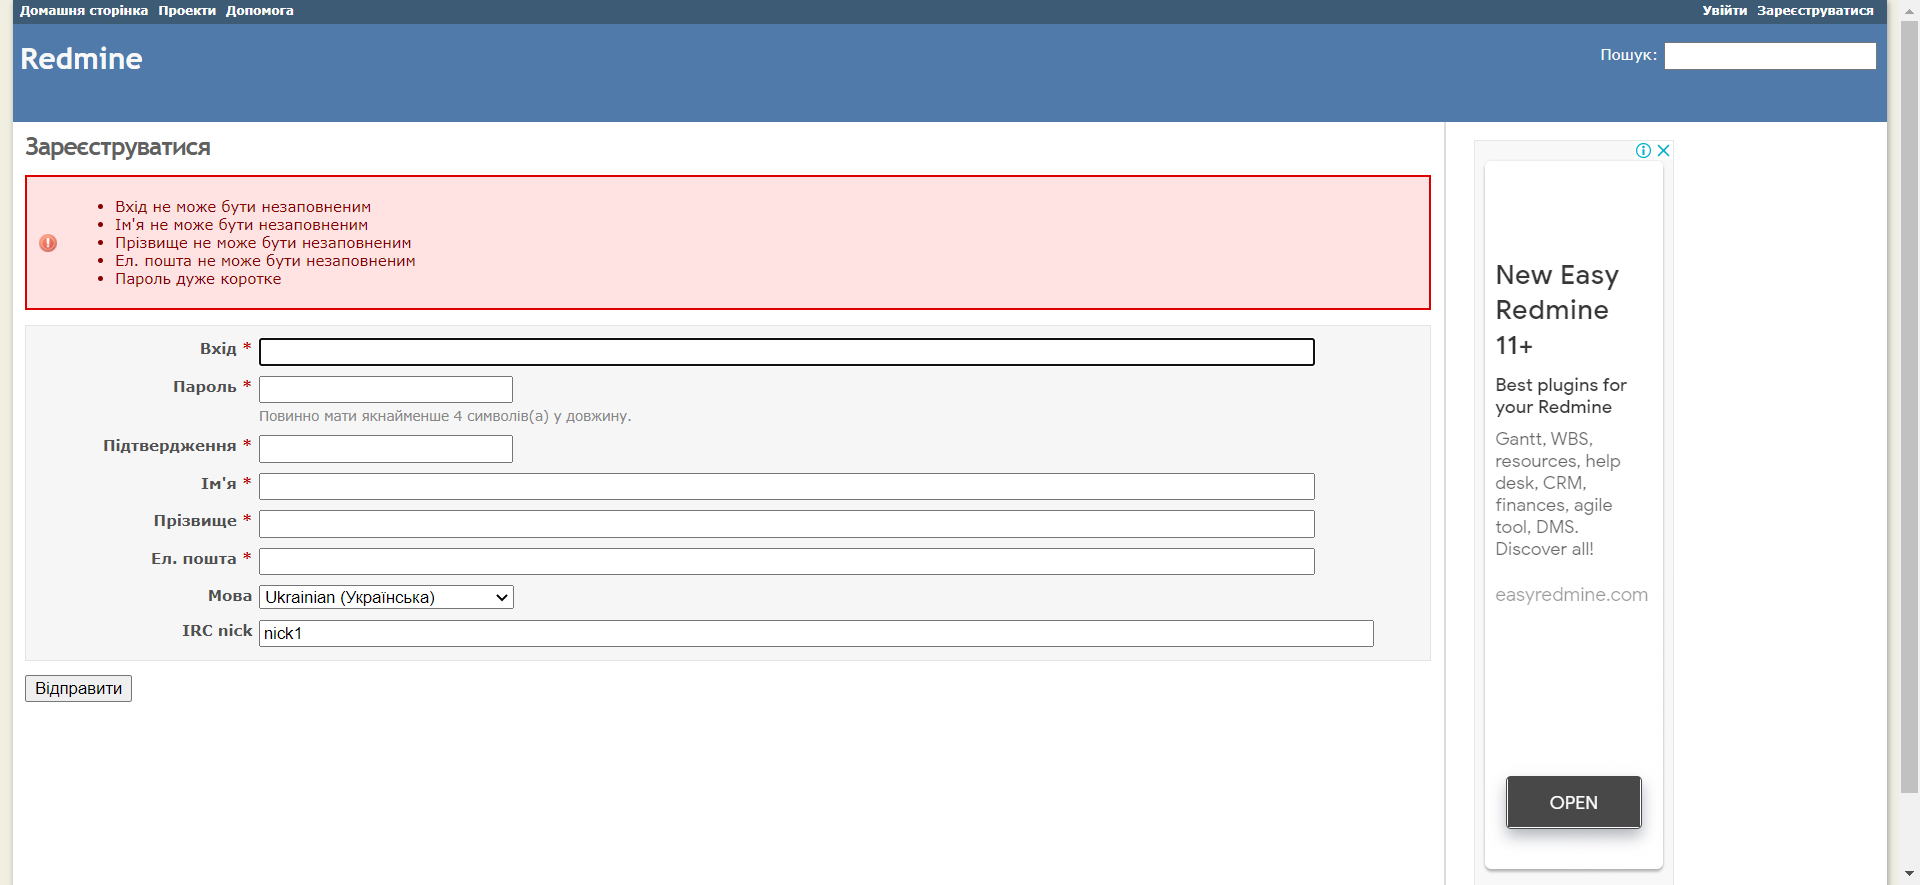 Домашня сторінка Проекти Допомога
Увійти Зареєструватися
Redmine
Пошук:
Зареєструватися
Вхід не може бути незаповненим
Ім'я не може бути незаповненим
Прізвище не може бути незаповненим
Ел. пошта не може бути незаповненим
Пароль дуже коротке
Вхід *
Пароль *
Повинно мати якнайменше 4 символів(а) у довжину.
Підтвердження *
Ім'я *
Прізвище *
Ел. пошта *
Мова Ukrainian (Українська)
IRC nick nick1
Відправити
New Easy
Redmine
11+
Best plugins for
your Redmine
Gantt, WBS,
resources, help
desk, CRM,
finances, agile
tool, DMS.
Discover all!
easyredmine.com
OPEN